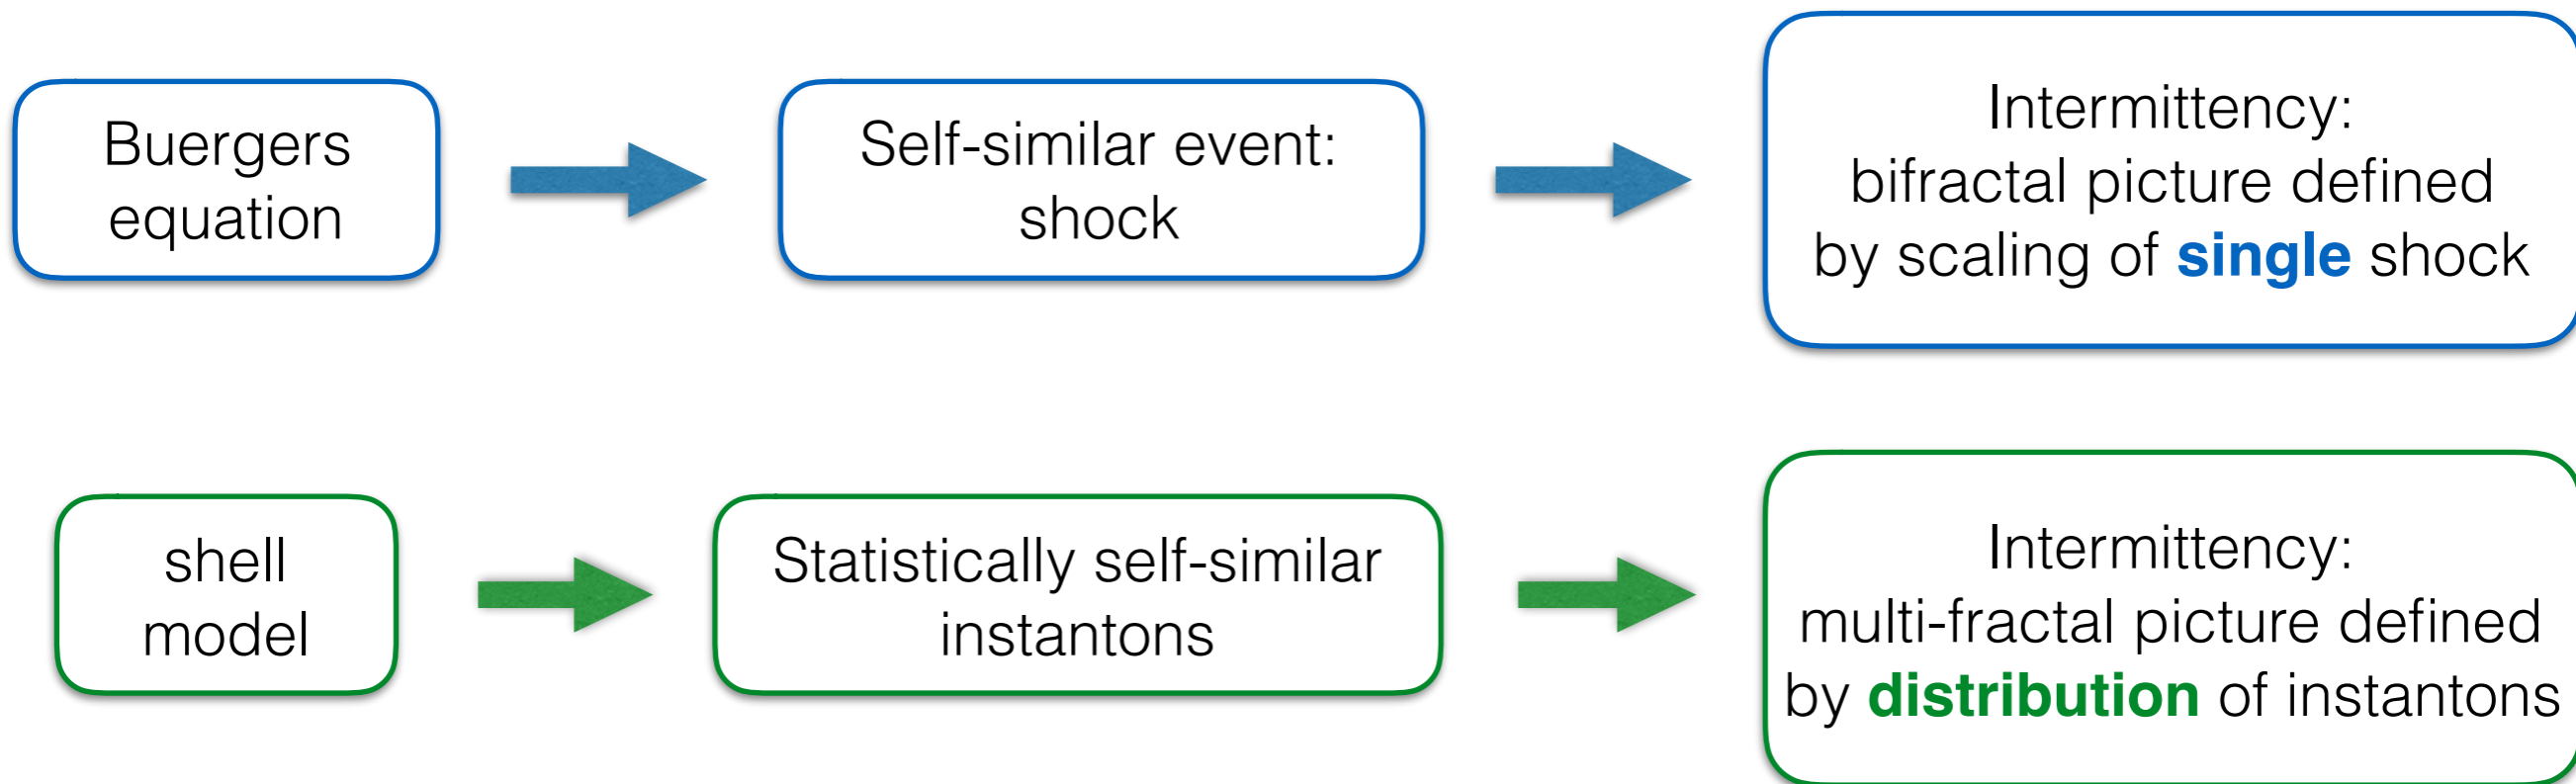 Buergers
equation
Self-similar event:
shock
Intermittency:
bifractal picture defined
by scaling of single shock
shell
model
Statistically self-similar
instantons
Intermittency:
multi-fractal picture defined
by distribution of instantons